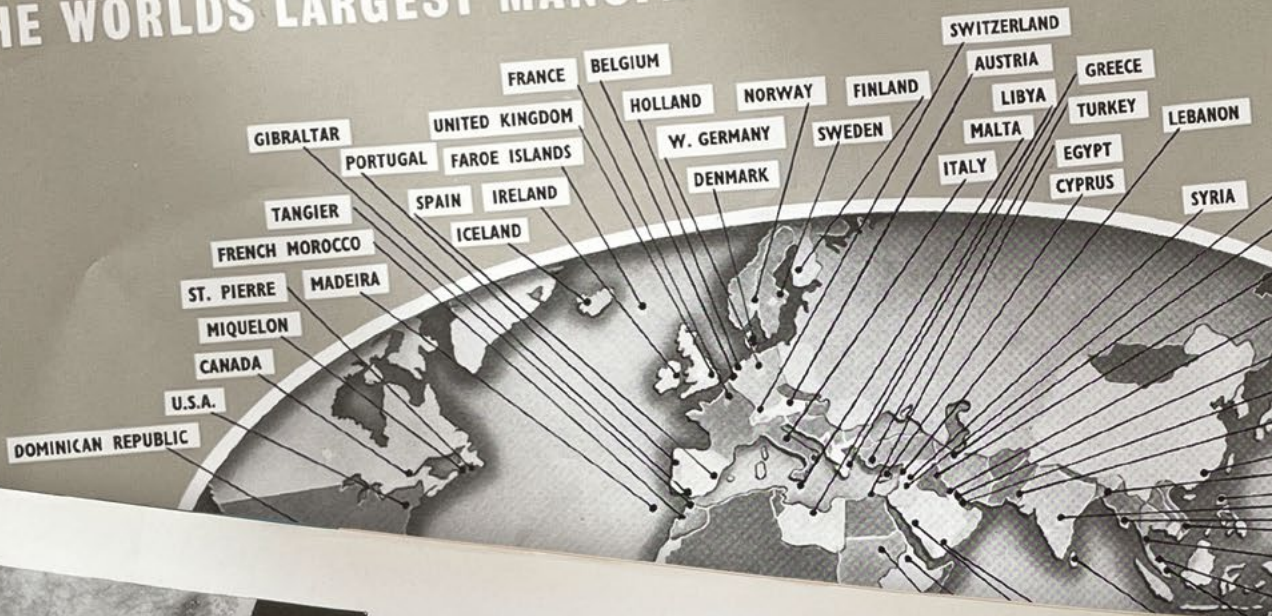 HE WORLDS LARGEST
SWITZERLAND
AUSTRIA
GREECE
BELGIUM
FRANCE
HOLLAND
NORWAY
FINLAND
LIBYA
TURKEY
LEBANON
UNITED KINGDOM
W. GERMANY
SWEDEN
MALTA
EGYPT
GIBRALTAR
PORTUGAL
FAROE ISLANDS
DENMARK
ITALY
CYPRUS
SYRIA
SPAIN
IRELAND
TANGIER
ICELAND
FRENCH MOROCCO
ST. PIERRE
MADEIRA
MIQUELON
CANADA
U.S.A.
DOMINICAN REPUBLIC